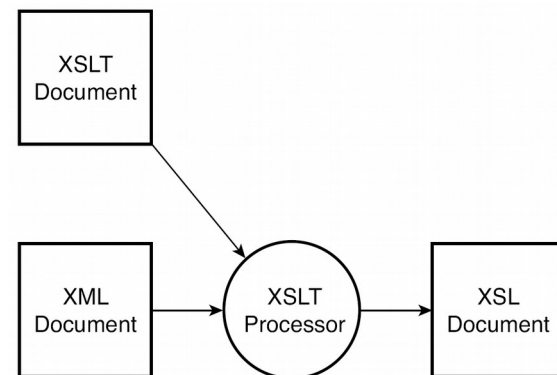 XSLT
Document
XML
Document
XSLT
Processor
XSL
Document